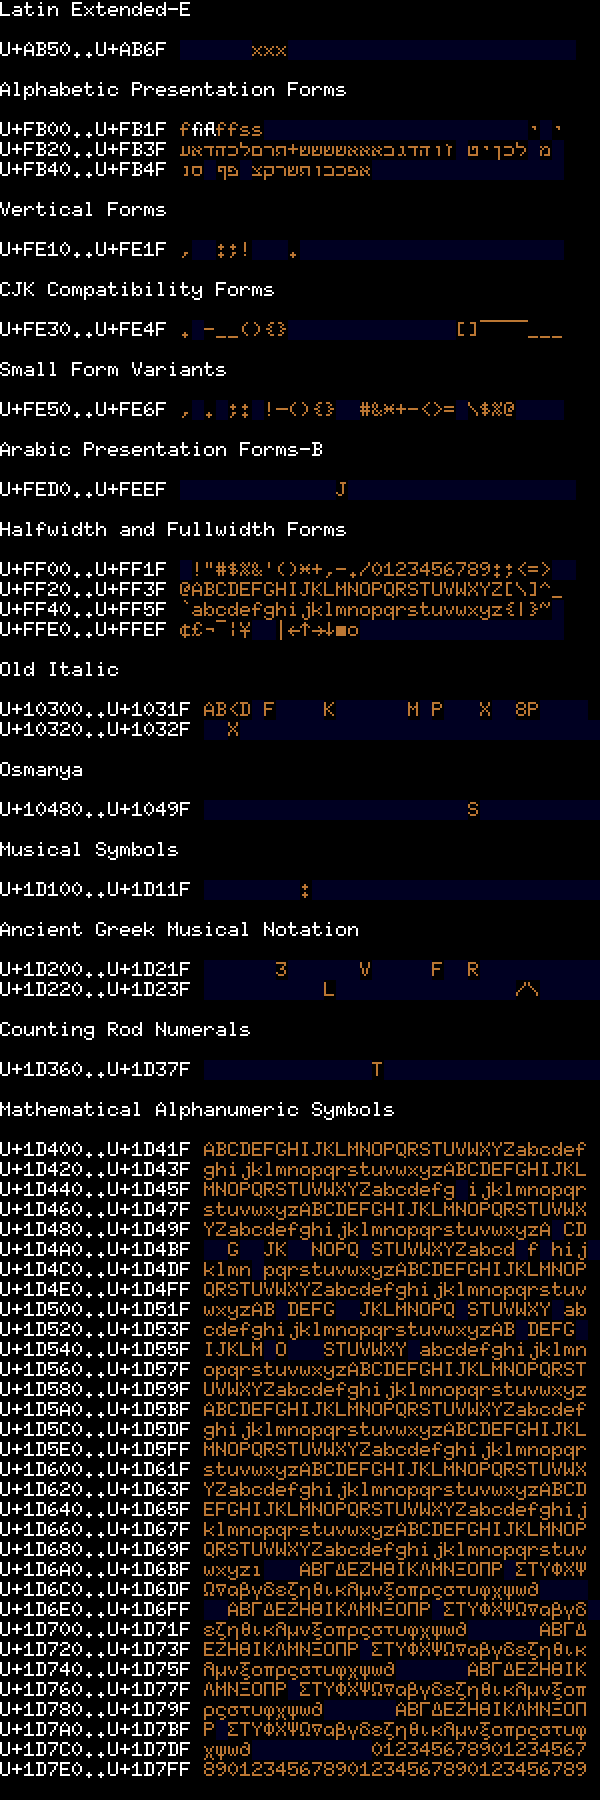 Latin Extended-E
U+AB50..U+AB6F xxx
Alphabetic Presentation Forms
U+FB00..U+FB1F fﬁﬂffss י י
U+FB20..U+FB3F עאדהכלםרת+שששששאאאבגדהוז טיךכל מ
U+FB40..U+FB4F נס ףפ צקרשתובכפא
Vertical Forms
U+FE10..U+FE1F , :;! .
CJK Compatibility Forms
U+FE30..U+FE4F . -__(){} []‾‾‾‾___
Small Form Variants
U+FE50..U+FE6F , . ;: !-(){} #&*+-<>= \$%@
Arabic Presentation Forms-B
U+FED0..U+FEEF J
Halfwidth and Fullwidth Forms
U+FF00..U+FF1F !"#$%&'()*+,-./0123456789:;<=>
U+FF20..U+FF3F @ABCDEFGHIJKLMNOPQRSTUVWXYZ[\]^_
U+FF40..U+FF5F `abcdefghijklmnopqrstuvwxyz{|}~
U+FFE0..U+FFEF ¢£¬¯¦¥ │←↑→↓■○
Old Italic
U+10300..U+1031F AB<D F K M P X 8P
U+10320..U+1032F X
Osmanya
U+10480..U+1049F S
Musical Symbols
U+1D100..U+1D11F :
Ancient Greek Musical Notation
U+1D200..U+1D21F 3 V F R
U+1D220..U+1D23F L /\
Counting Rod Numerals
U+1D360..U+1D37F T
Mathematical Alphanumeric Symbols
U+1D400..U+1D41F ABCDEFGHIJKLMNOPQRSTUVWXYZabcdef
U+1D420..U+1D43F ghijklmnopqrstuvwxyzABCDEFGHIJKL
U+1D440..U+1D45F MNOPQRSTUVWXYZabcdefg ijklmnopqr
U+1D460..U+1D47F stuvwxyzABCDEFGHIJKLMNOPQRSTUVWX
U+1D480..U+1D49F YZabcdefghijklmnopqrstuvwxyzA CD
U+1D4A0..U+1D4BF G JK NOPQ STUVWXYZabcd f hij
U+1D4C0..U+1D4DF klmn pqrstuvwxyzABCDEFGHIJKLMNOP
U+1D4E0..U+1D4FF QRSTUVWXYZabcdefghijklmnopqrstuv
U+1D500..U+1D51F wxyzAB DEFG JKLMNOPQ STUVWXY ab
U+1D520..U+1D53F cdefghijklmnopqrstuvwxyzAB DEFG
U+1D540..U+1D55F IJKLM O STUVWXY abcdefghijklmn
U+1D560..U+1D57F opqrstuvwxyzABCDEFGHIJKLMNOPQRST
U+1D580..U+1D59F UVWXYZabcdefghijklmnopqrstuvwxyz
U+1D5A0..U+1D5BF ABCDEFGHIJKLMNOPQRSTUVWXYZabcdef
U+1D5C0..U+1D5DF ghijklmnopqrstuvwxyzABCDEFGHIJKL
U+1D5E0..U+1D5FF MNOPQRSTUVWXYZabcdefghijklmnopqr
U+1D600..U+1D61F stuvwxyzABCDEFGHIJKLMNOPQRSTUVWX
U+1D620..U+1D63F YZabcdefghijklmnopqrstuvwxyzABCD
U+1D640..U+1D65F EFGHIJKLMNOPQRSTUVWXYZabcdefghij
U+1D660..U+1D67F klmnopqrstuvwxyzABCDEFGHIJKLMNOP
U+1D680..U+1D69F QRSTUVWXYZabcdefghijklmnopqrstuv
U+1D6A0..U+1D6BF wxyzı ΑΒΓΔΕΖΗΘΙΚΛΜΝΞΟΠΡ ΣΤΥΦΧΨ
U+1D6C0..U+1D6DF Ω∇αβγδεζηθικλμνξοπρςστυφχψω∂
U+1D6E0..U+1D6FF ΑΒΓΔΕΖΗΘΙΚΛΜΝΞΟΠΡ ΣΤΥΦΧΨΩ∇αβγδ
U+1D700..U+1D71F εζηθικλμνξοπρςστυφχψω∂ ΑΒΓΔ
U+1D720..U+1D73F ΕΖΗΘΙΚΛΜΝΞΟΠΡ ΣΤΥΦΧΨΩ∇αβγδεζηθικ
U+1D740..U+1D75F λμνξοπρςστυφχψω∂ ΑΒΓΔΕΖΗΘΙΚ
U+1D760..U+1D77F ΛΜΝΞΟΠΡ ΣΤΥΦΧΨΩ∇αβγδεζηθικλμνξοπ
U+1D780..U+1D79F ρςστυφχψω∂ ΑΒΓΔΕΖΗΘΙΚΛΜΝΞΟΠ
U+1D7A0..U+1D7BF Ρ ΣΤΥΦΧΨΩ∇αβγδεζηθικλμνξοπρςστυφ
U+1D7C0..U+1D7DF χψω∂ 012345678901234567
U+1D7E0..U+1D7FF 89012345678901234567890123456789